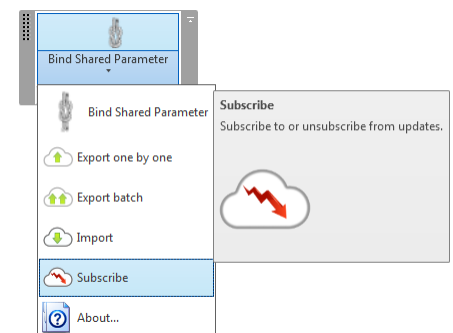 Bind Shared Parameter
Bind Shared Parameter
Export one by one
Export batch
Import
Subscribe
About...
Subscribe
Subscribe to or unsubscribe from updates.